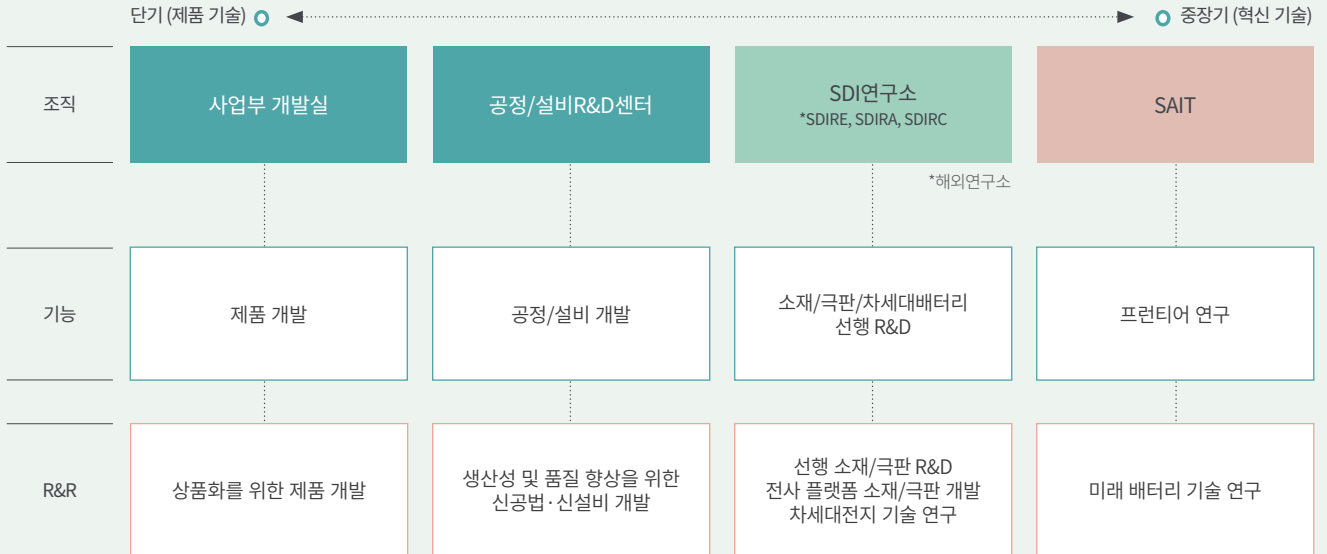 단기 (제품 기술)
중장기 (혁신 기술)
조직
사업부 개발실
공정/설비R&D센터
SDI연구소
*SDIRE, SDIRA, SDIRC
SAIT
*해외연구소
기능
제품 개발
공정/설비 개발
소재/극판/차세대배터리
선행 R&D
프런티어 연구
R&R
상품화를 위한 제품 개발
생산성 및 품질 향상을 위한
신공법·신설비 개발
선행 소재/극판 R&D
전사 플랫폼 소재/극판 개발
차세대전지 기술 연구
미래 배터리 기술 연구